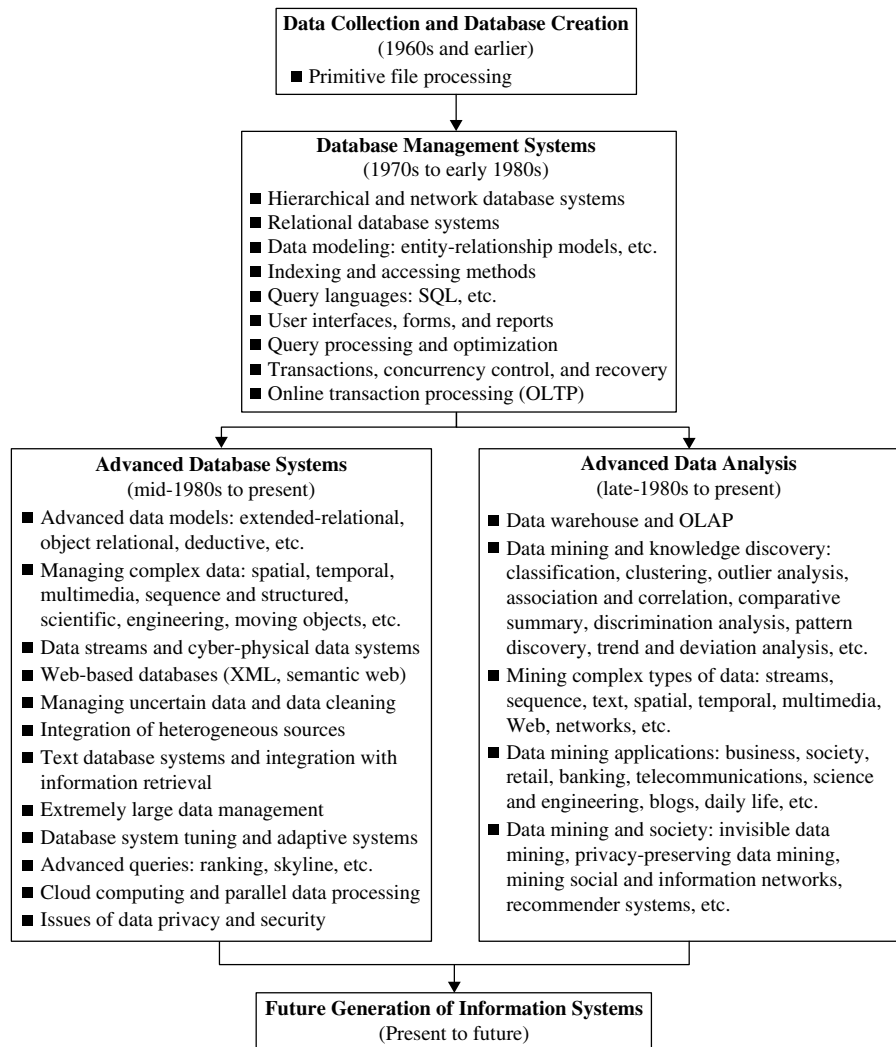 Data Collection and Database Creation
(1960s and earlier)
■ Primitive file processing
Database Management Systems
(1970s to early 1980s)
■ Hierarchical and network database systems
■ Relational database systems
■ Data modeling: entity-relationship models, etc.
■ Indexing and accessing methods
■ Query languages: SQL, etc.
■ User interfaces, forms, and reports
■ Query processing and optimization
■ Transactions, concurrency control, and recovery
■ Online transaction processing (OLTP)
Advanced Database Systems
(mid-1980s to present)
■ Advanced data models: extended-relational,
object relational, deductive, etc.
■ Managing complex data: spatial, temporal,
multimedia, sequence and structured,
scientific, engineering, moving objects, etc.
■ Data streams and cyber-physical data systems
■ Web-based databases (XML, semantic web)
■ Managing uncertain data and data cleaning
■ Integration of heterogeneous sources
■ Text database systems and integration with
information retrieval
■ Extremely large data management
■ Database system tuning and adaptive systems
■ Advanced queries: ranking, skyline, etc.
■ Cloud computing and parallel data processing
■ Issues of data privacy and security
Advanced Data Analysis
(late-1980s to present)
■ Data warehouse and OLAP
■ Data mining and knowledge discovery:
classification, clustering, outlier analysis,
association and correlation, comparative
summary, discrimination analysis, pattern
discovery, trend and deviation analysis, etc.
■ Mining complex types of data: streams,
sequence, text, spatial, temporal, multimedia,
Web, networks, etc.
■ Data mining applications: business, society,
retail, banking, telecommunications, science
and engineering, blogs, daily life, etc.
■ Data mining and society: invisible data
mining, privacy-preserving data mining,
mining social and information networks,
recommender systems, etc.
Future Generation of Information Systems
(Present to future)